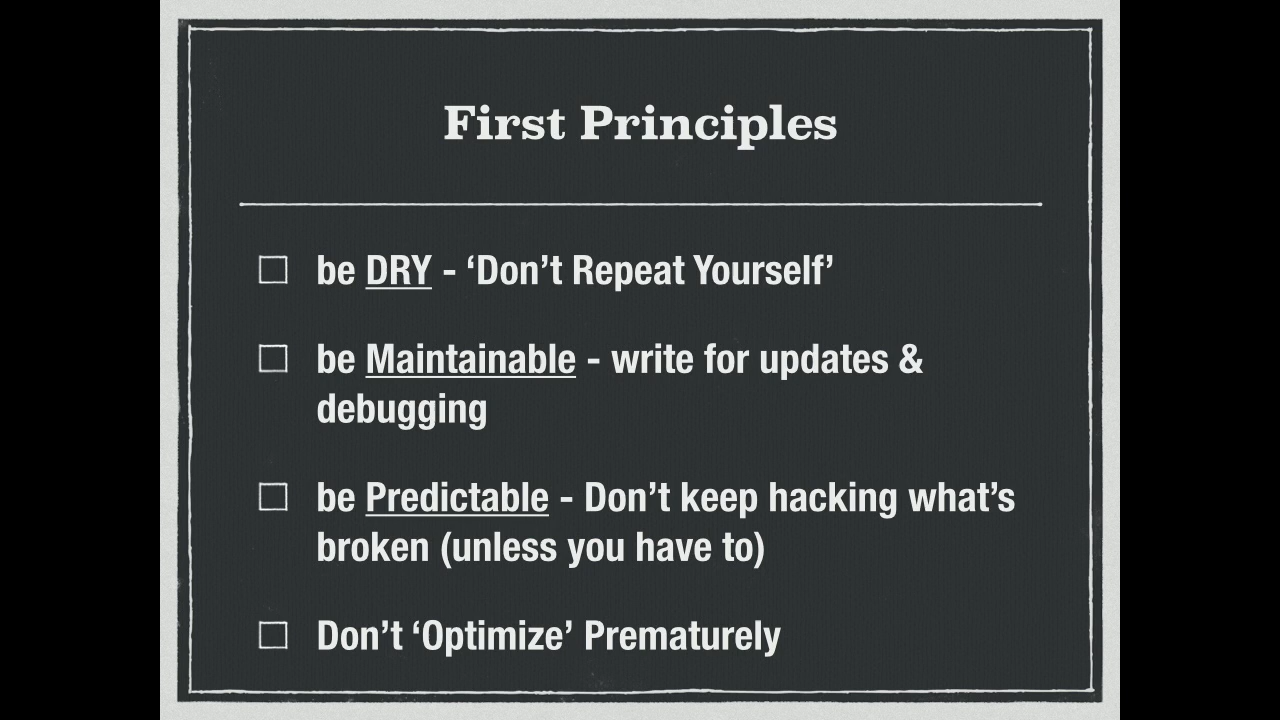 First Principles
be DRY - ‘Don’t Repeat Yourself’
be Maintainable - write for updates &
debugging
be Predictable - Don’t keep hacking what’s
broken (unless you have to)
Don’t ‘Optimize’ Prematurely